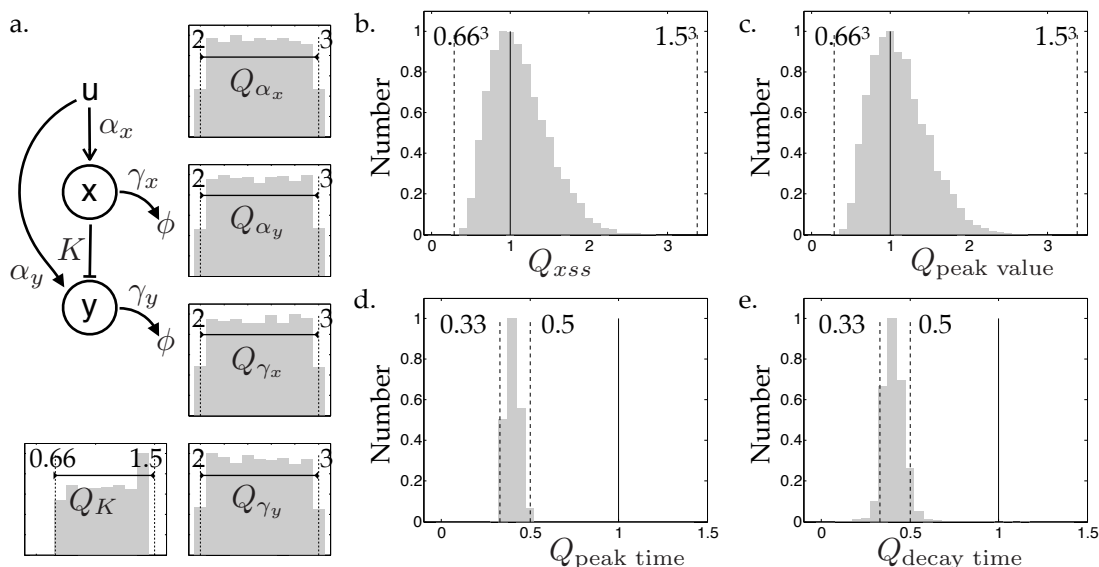 a.
u
α_x
x
γ_x
ϕ
K
α_y
y
γ_y
ϕ
2 3
Q_{α_x}
2 3
Q_{α_y}
2 3
Q_{γ_x}
0.66 1.5
Q_K
2 3
Q_{γ_y}
b.
0.66³ 1.5³
Number
1
0.8
0.6
0.4
0.2
0
0 1 2 3
Q_{xss}
c.
0.66³ 1.5³
Number
1
0.8
0.6
0.4
0.2
0
0 1 2 3
Q_{peak value}
d.
0.33 0.5
Number
1
0.8
0.6
0.4
0.2
0
0 0.5 1 1.5
Q_{peak time}
e.
0.33 0.5
Number
1
0.8
0.6
0.4
0.2
0
0 0.5 1 1.5
Q_{decay time}